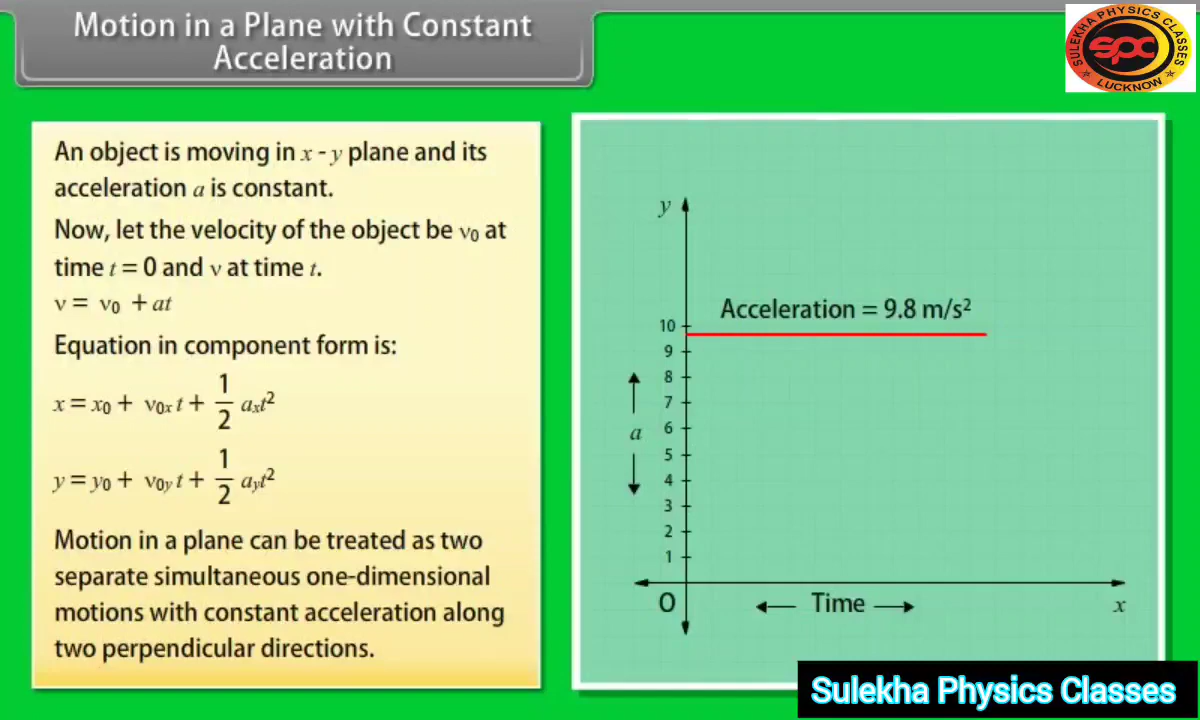 Motion in a Plane with Constant
Acceleration
SULEKHA PHYSICS CLASSES
spc
LUCKNOW
An object is moving in x - y plane and its
acceleration a is constant.
Now, let the velocity of the object be v₀ at
time t = 0 and v at time t.
v = v₀ + at
Equation in component form is:
x = x₀ + v₀ₓ t + 1/2 aₓt²
y = y₀ + v₀y t + 1/2 ayt²
Motion in a plane can be treated as two
separate simultaneous one-dimensional
motions with constant acceleration along
two perpendicular directions.
y
Acceleration = 9.8 m/s²
10
9
8
7
a
6
5
4
3
2
1
O
Time
x
Sulekha Physics Classes